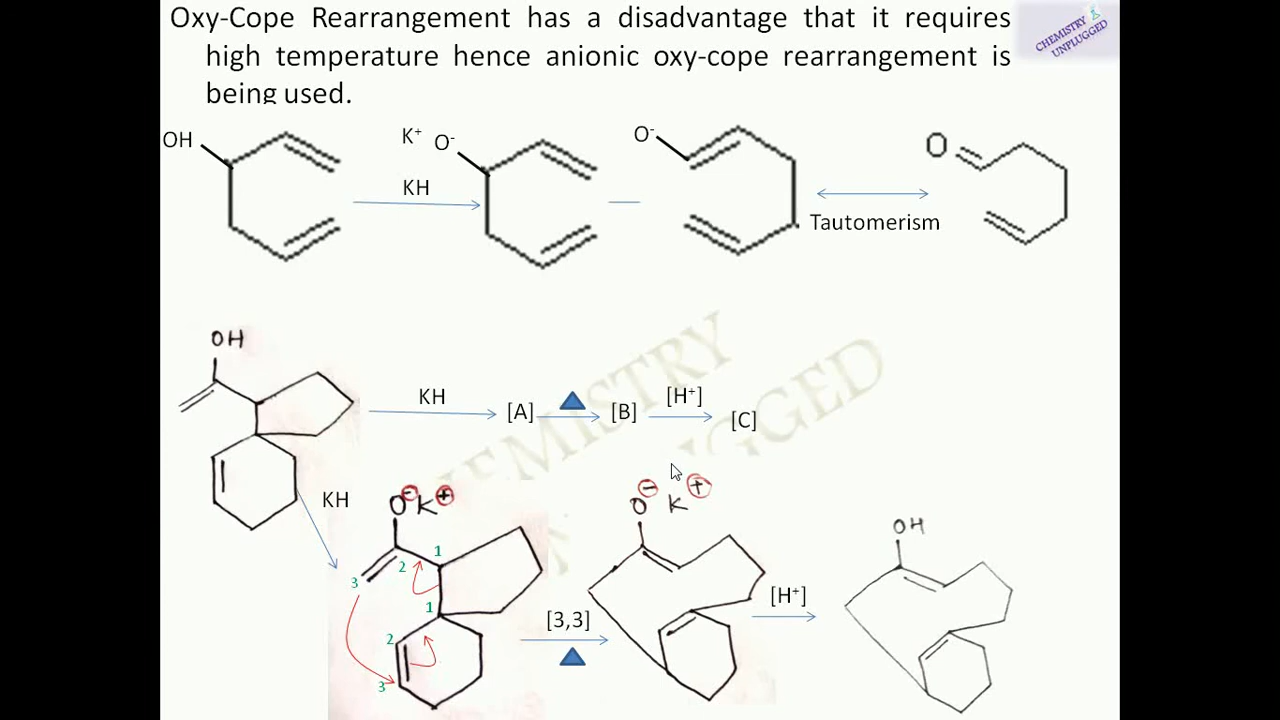 Oxy-Cope Rearrangement has a disadvantage that it requires
high temperature hence anionic oxy-cope rearrangement is
being used.
CHEMISTRY
UNPLUGGED
OH
K⁺ O⁻
KH
O⁻
Tautomerism
O
OH
KH
[A]
[B]
[H⁺]
[C]
KH
O⊖K⊕
1
2
3
1
2
3
[3,3]
O⊖ K⊕
[H⁺]
OH